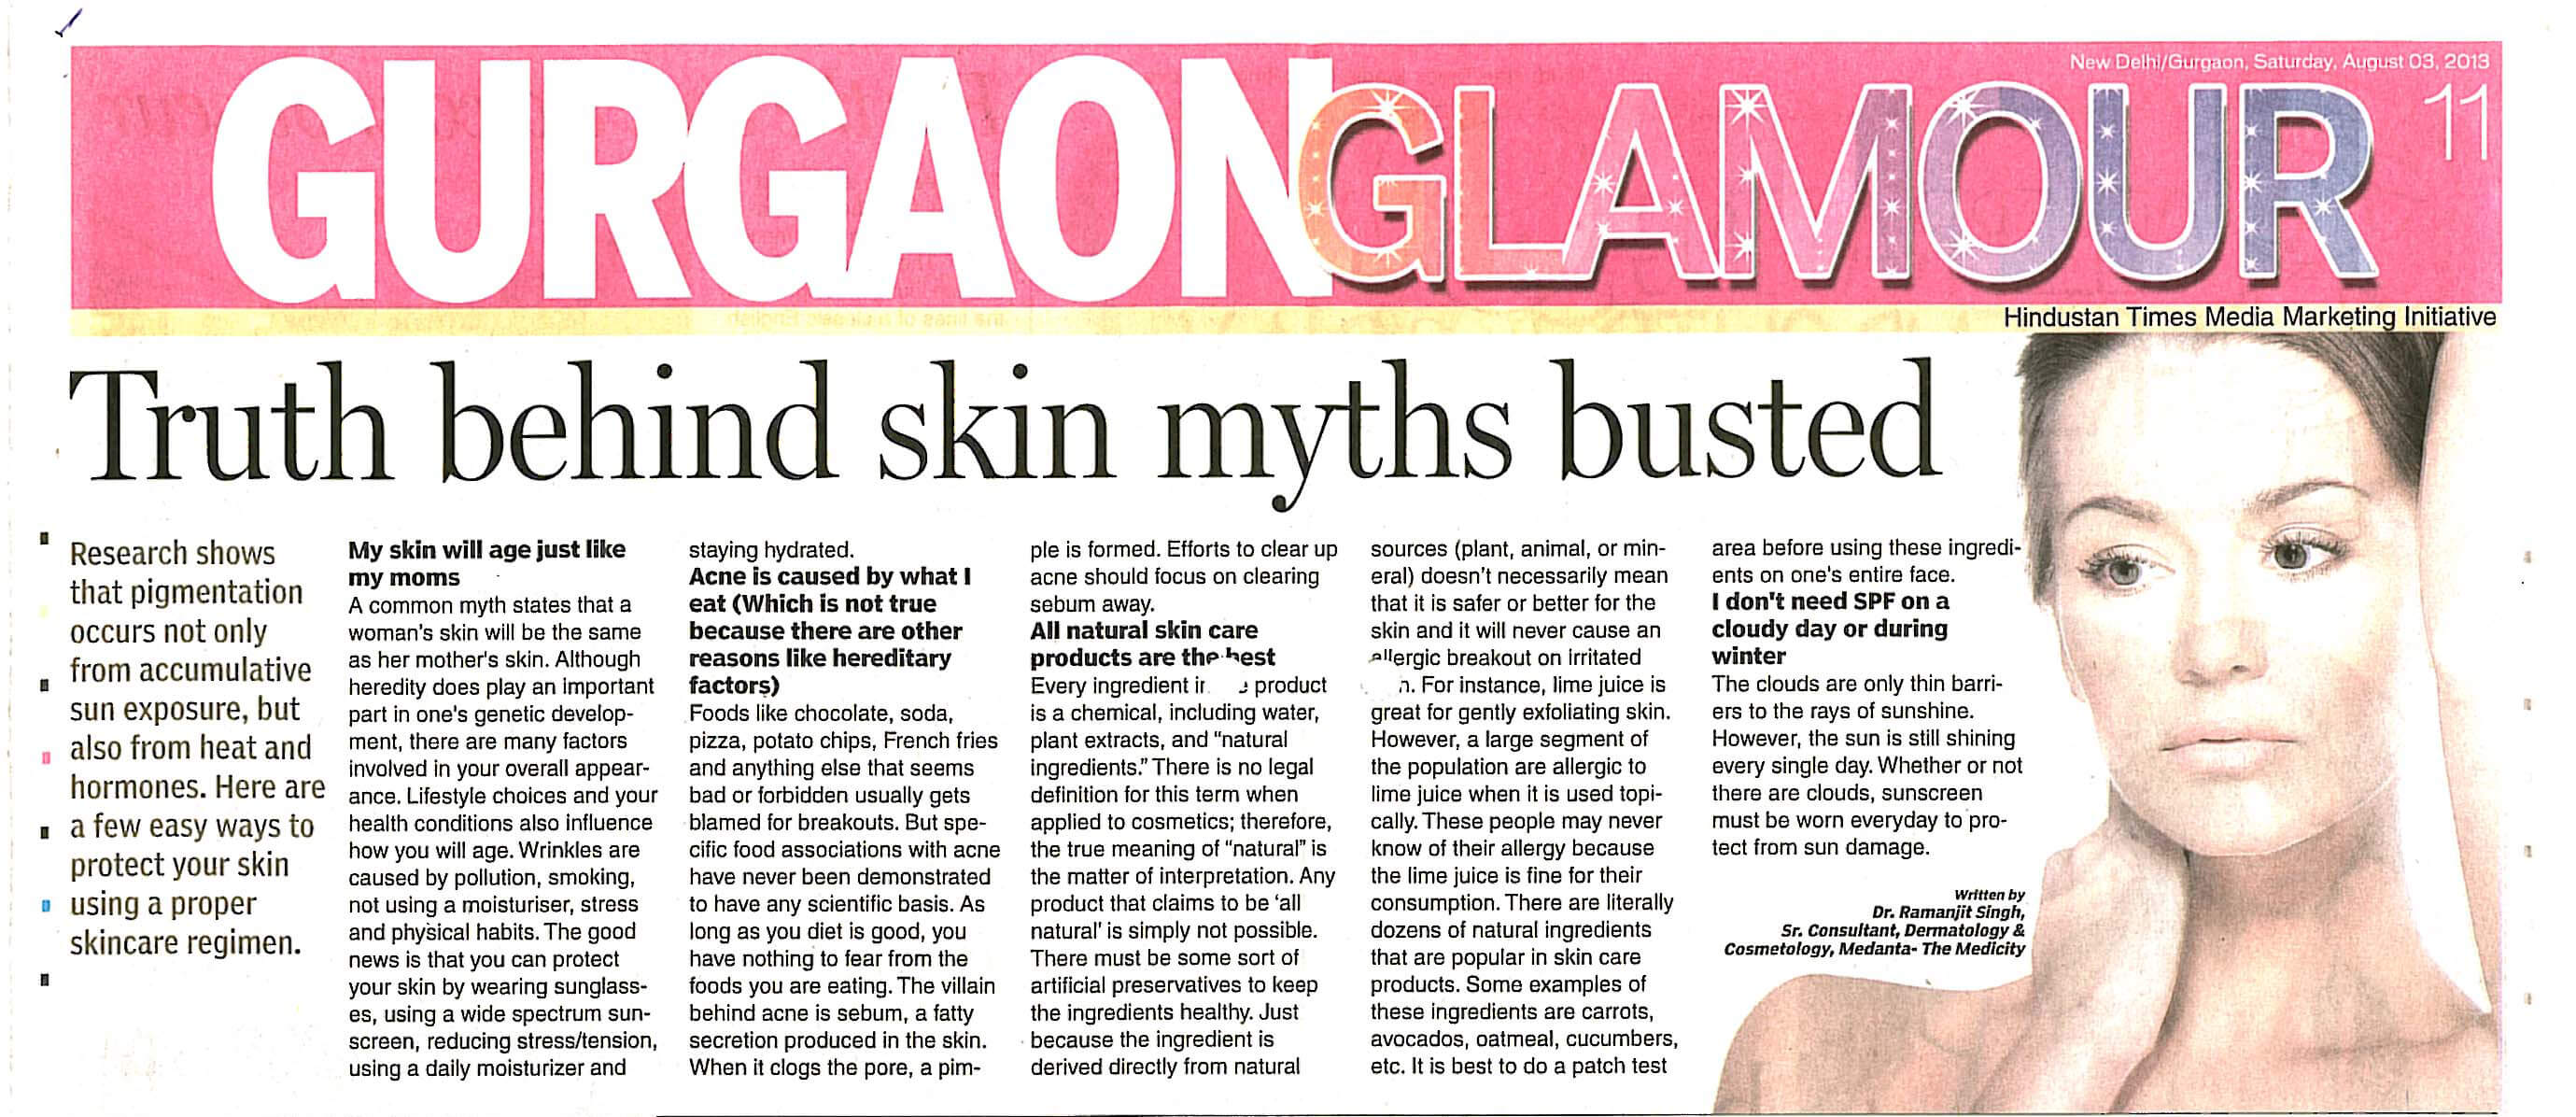 New Delhi/Gurgaon, Saturday, August 03, 2013
GURGAON GLAMOUR 11
Hindustan Times Media Marketing Initiative
Truth behind skin myths busted
Research shows
that pigmentation
occurs not only
from accumulative
sun exposure, but
also from heat and
hormones. Here are
a few easy ways to
protect your skin
using a proper
skincare regimen.
My skin will age just like
my moms
A common myth states that a
woman's skin will be the same
as her mother's skin. Although
heredity does play an important
part in one's genetic develop-
ment, there are many factors
involved in your overall appear-
ance. Lifestyle choices and your
health conditions also influence
how you will age. Wrinkles are
caused by pollution, smoking,
not using a moisturiser, stress
and physical habits. The good
news is that you can protect
your skin by wearing sunglass-
es, using a wide spectrum sun-
screen, reducing stress/tension,
using a daily moisturizer and
staying hydrated.
Acne is caused by what I
eat (Which is not true
because there are other
reasons like hereditary
factors)
Foods like chocolate, soda,
pizza, potato chips, French fries
and anything else that seems
bad or forbidden usually gets
blamed for breakouts. But spe-
cific food associations with acne
have never been demonstrated
to have any scientific basis. As
long as you diet is good, you
have nothing to fear from the
foods you are eating. The villain
behind acne is sebum, a fatty
secretion produced in the skin.
When it clogs the pore, a pim-
ple is formed. Efforts to clear up
acne should focus on clearing
sebum away.
All natural skin care
products are the best
Every ingredient product
is a chemical, including water,
plant extracts, and "natural
ingredients." There is no legal
definition for this term when
applied to cosmetics; therefore,
the true meaning of "natural" is
the matter of interpretation. Any
product that claims to be 'all
natural' is simply not possible.
There must be some sort of
artificial preservatives to keep
the ingredients healthy. Just
because the ingredient is
derived directly from natural
sources (plant, animal, or min-
eral) doesn't necessarily mean
that it is safer or better for the
skin and it will never cause an
allergic breakout on irritated
For instance, lime juice is
great for gently exfoliating skin.
However, a large segment of
the population are allergic to
lime juice when it is used topi-
cally. These people may never
know of their allergy because
the lime juice is fine for their
consumption. There are literally
dozens of natural ingredients
that are popular in skin care
products. Some examples of
these ingredients are carrots,
avocados, oatmeal, cucumbers,
etc. It is best to do a patch test
area before using these ingredi-
ents on one's entire face.
I don't need SPF on a
cloudy day or during
winter
The clouds are only thin barri-
ers to the rays of sunshine.
However, the sun is still shining
every single day. Whether or not
there are clouds, sunscreen
must be worn everyday to pro-
tect from sun damage.
Written by
Dr. Ramanjit Singh,
Sr. Consultant, Dermatology &
Cosmetology, Medanta- The Medicity